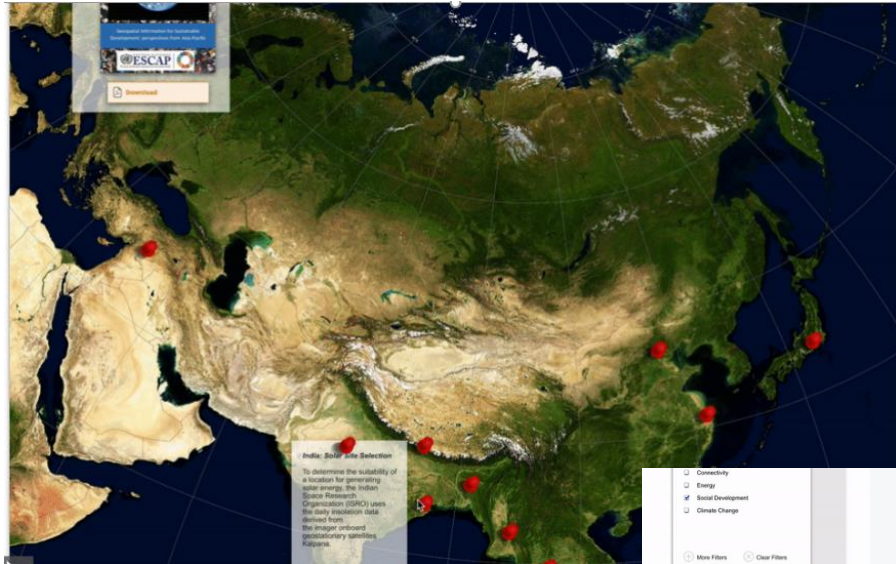 Geospatial Information for Sustainable
Development: perspectives from Asia-Pacific
ESCAP
Download
India: Solar Site Selection
To determine the suitability of
a location for generating
solar energy, the Indian
Space Research
Organization (ISRO) uses
the daily insolation data
derived from
the Imager onboard
geostationary satellites
Kalpana.
Connectivity
Energy
Social Development
Climate Change
More Filters
Clear Filters